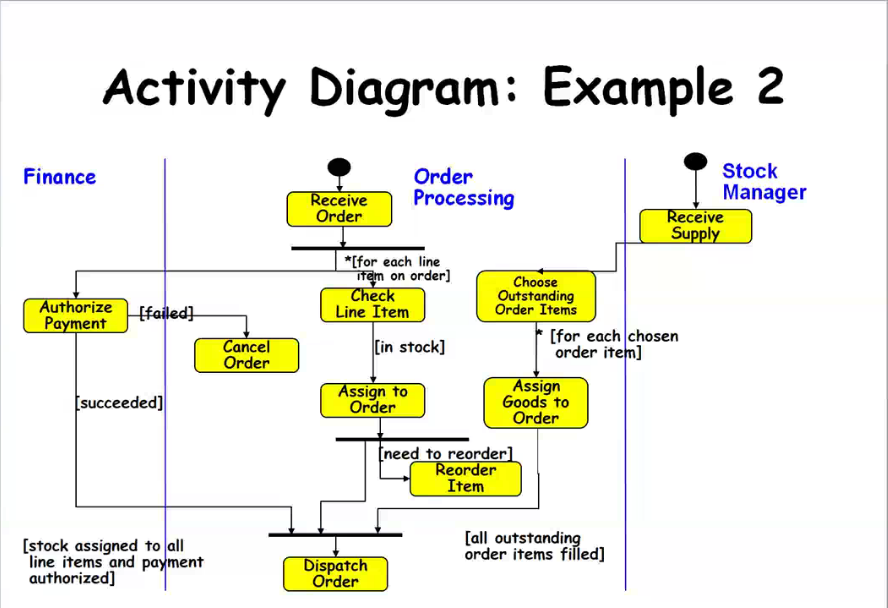 Activity Diagram: Example 2
Finance
Order
Processing
Stock
Manager
Receive
Order
Receive
Supply
*[for each line
item on order]
Choose
Outstanding
Order Items
Check
Line Item
Authorize
Payment
[failed]
Cancel
Order
[in stock]
* [for each chosen
order item]
Assign to
Order
Assign
Goods to
Order
[succeeded]
[need to reorder]
Reorder
Item
[stock assigned to all
line items and payment
authorized]
[all outstanding
order items filled]
Dispatch
Order